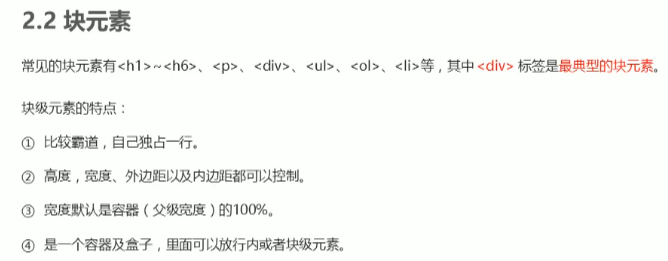 2.2 块元素
常见的块元素有<h1>~<h6>、<p>、<div>、<ul>、<ol>、<li>等，其中 <div> 标签是最典型的块元素。
块级元素的特点：
① 比较霸道，自己独占一行。
② 高度，宽度、外边距以及内边距都可以控制。
③ 宽度默认是容器（父级宽度）的100%。
④ 是一个容器及盒子，里面可以放行内或者块级元素。